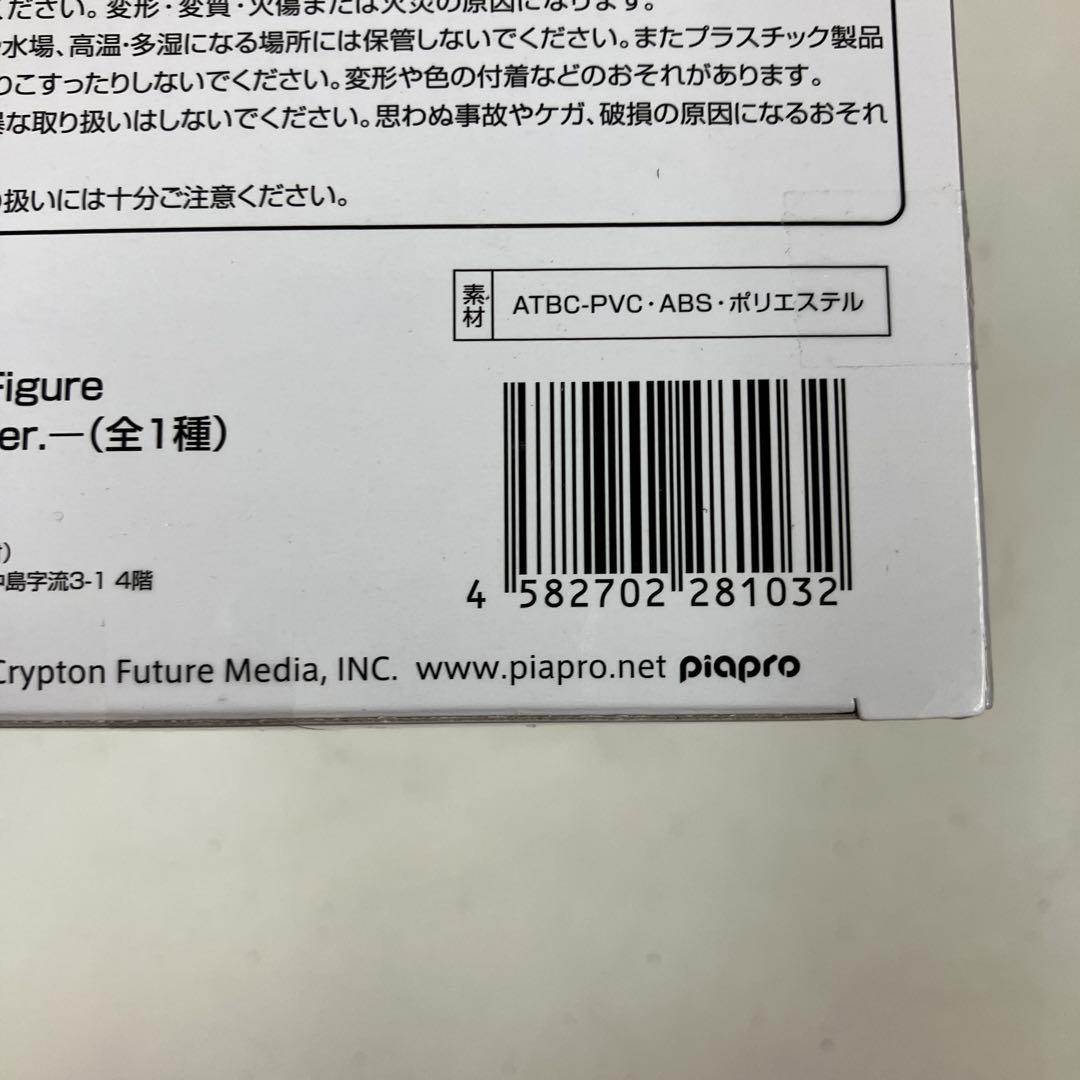 ください。変形・変質・火傷または火災の原因になります。
水場、高温・多湿になる場所には保管しないでください。またプラスチック製品
りこすったりしないでください。変形や色の付着などのおそれがあります。
な取り扱いはしないでください。思わぬ事故やケガ、破損の原因になるおそれ
扱いには十分ご注意ください。
素材
ATBC-PVC・ABS・ポリエステル
Figure
er.ー(全1種)
島字流3-1 4階
4 582702 281032
Crypton Future Media, INC. www.piapro.net piapro